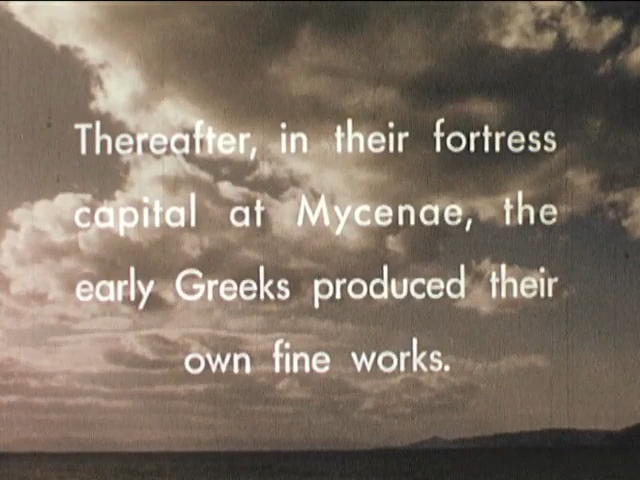 Thereafter, in their fortress
capital at Mycenae, the
early Greeks produced their
own fine works.